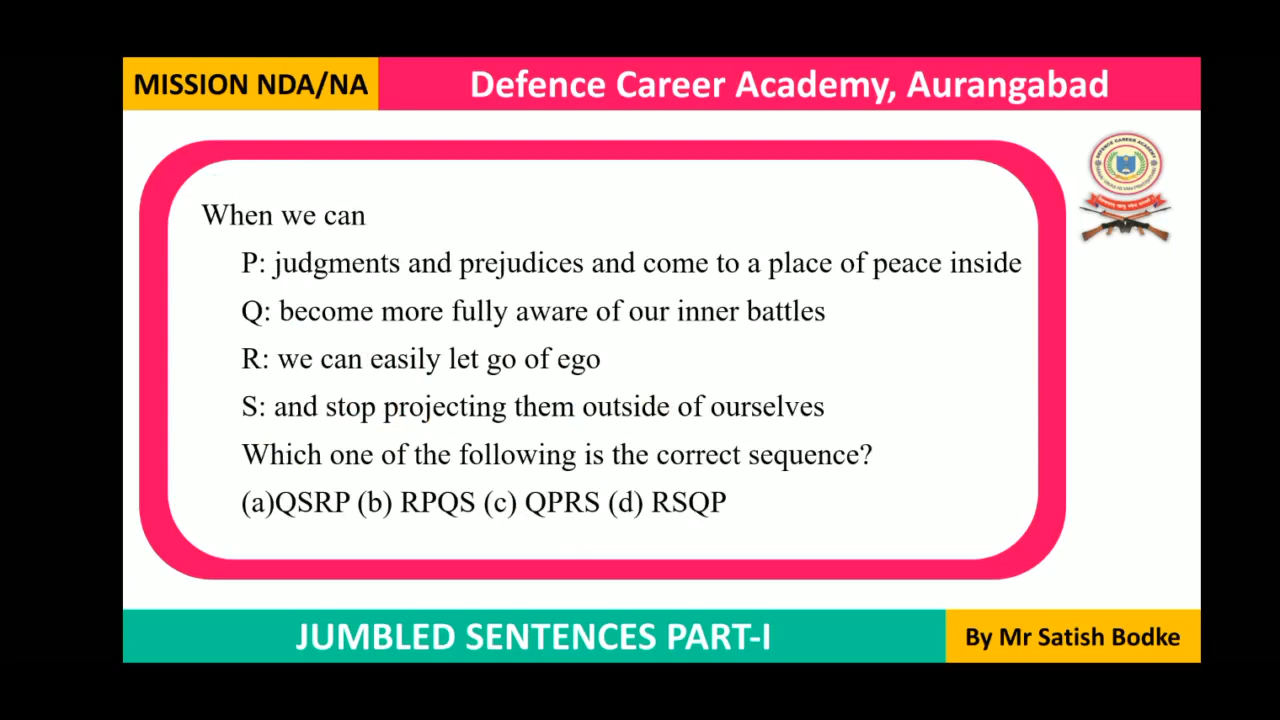 MISSION NDA/NA
Defence Career Academy, Aurangabad
DEFENCE CAREER ACADEMY
When we can
P: judgments and prejudices and come to a place of peace inside
Q: become more fully aware of our inner battles
R: we can easily let go of ego
S: and stop projecting them outside of ourselves
Which one of the following is the correct sequence?
(a)QSRP (b) RPQS (c) QPRS (d) RSQP
JUMBLED SENTENCES PART-I
By Mr Satish Bodke